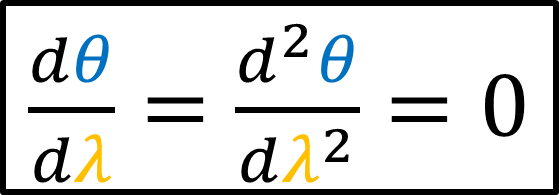 dθ/dλ = d²θ/dλ² = 0